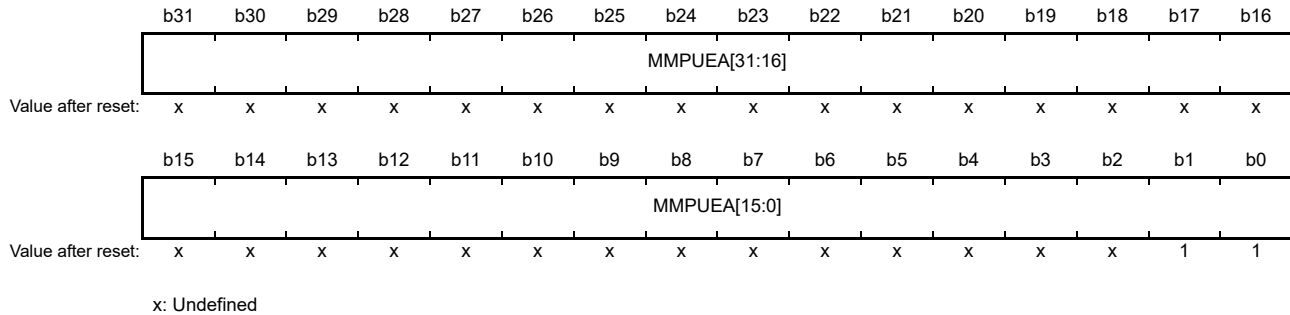 b31 b30 b29 b28 b27 b26 b25 b24 b23 b22 b21 b20 b19 b18 b17 b16
MMPUEA[31:16]
Value after reset: x x x x x x x x x x x x x x x x
b15 b14 b13 b12 b11 b10 b9 b8 b7 b6 b5 b4 b3 b2 b1 b0
MMPUEA[15:0]
Value after reset: x x x x x x x x x x x x x x 1 1
x: Undefined